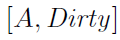 [A, Dirty]